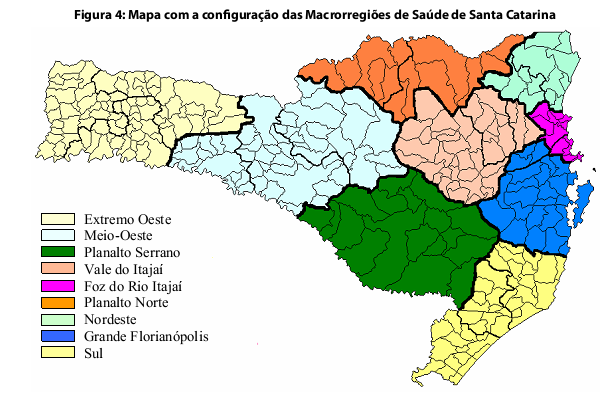 Figura 4: Mapa com a configuração das Macrorregiões de Saúde de Santa Catarina
Extremo Oeste
Meio-Oeste
Planalto Serrano
Vale do Itajaí
Foz do Rio Itajaí
Planalto Norte
Nordeste
Grande Florianópolis
Sul